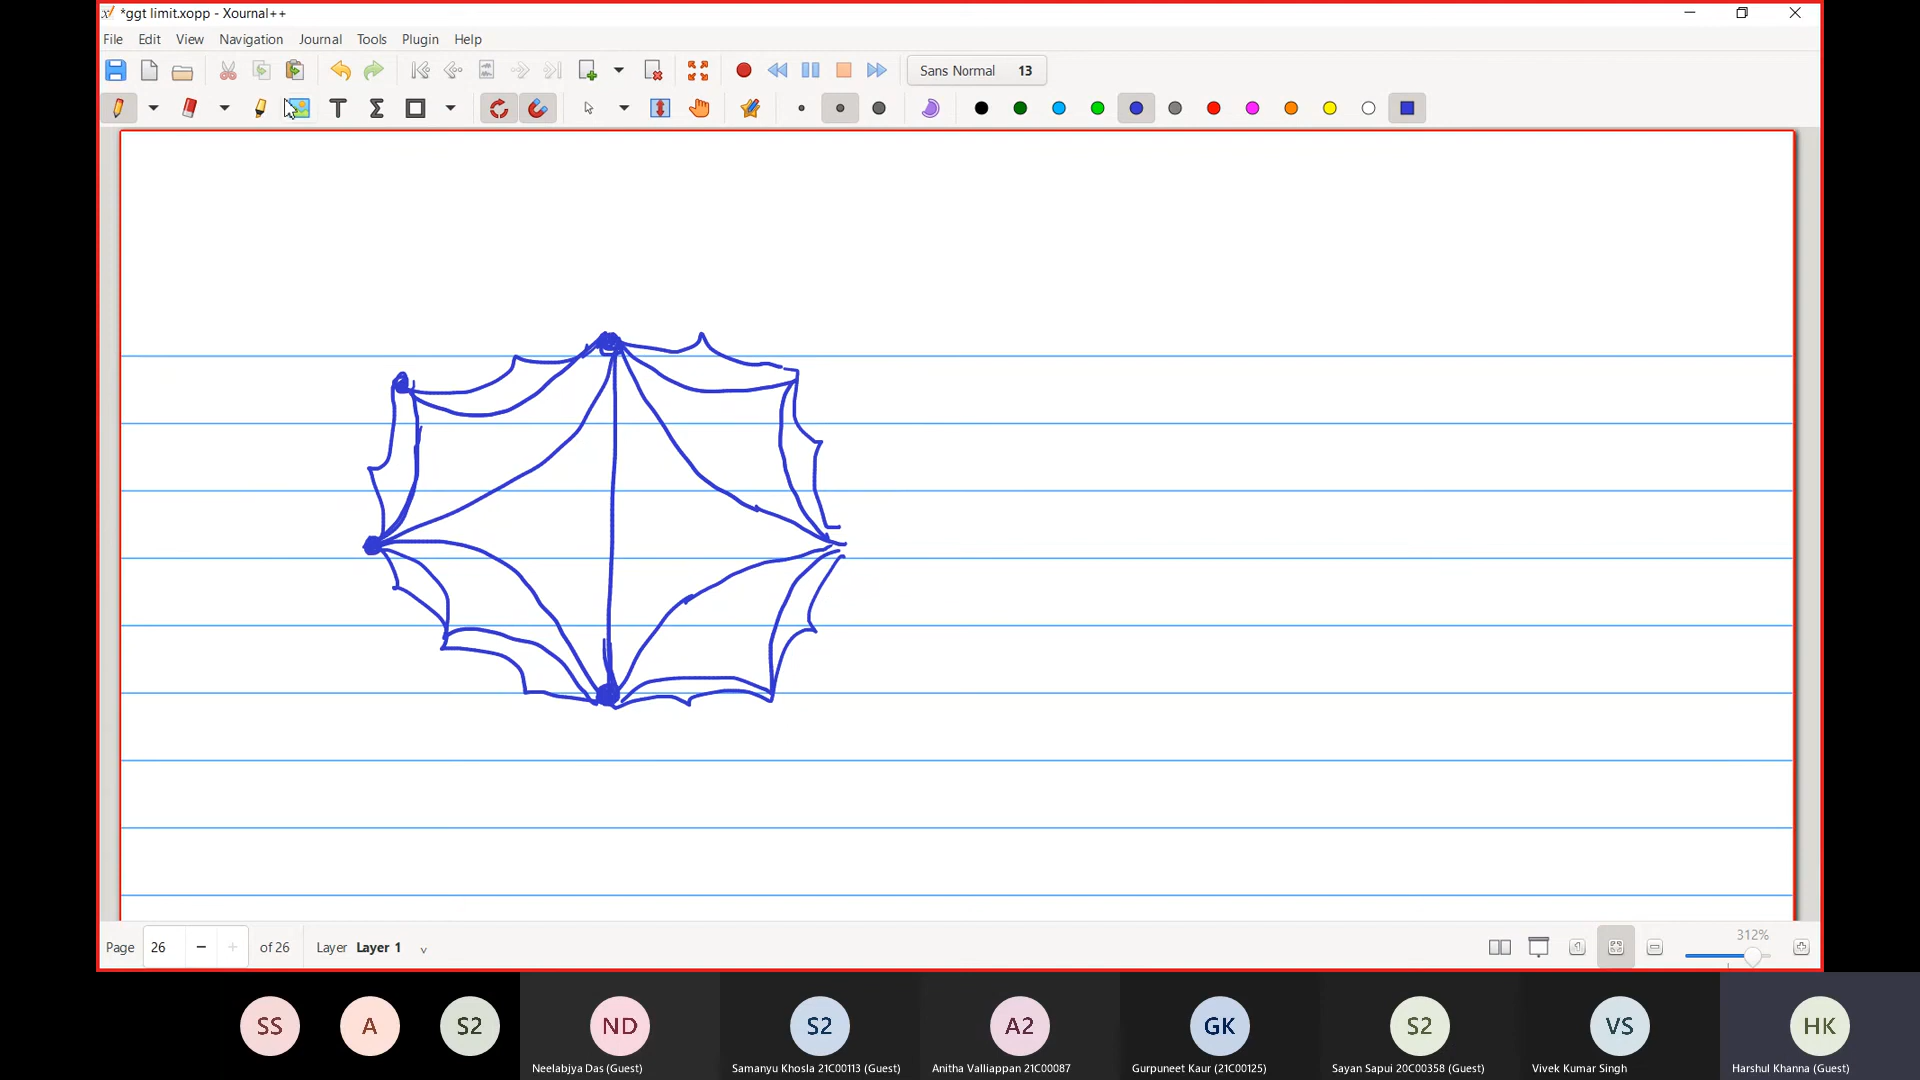 *ggt limit.xopp - Xournal++
File Edit View Navigation Journal Tools Plugin Help
Sans Normal 13
312%
Page 26 of 26 Layer Layer 1
SS A S2 ND S2 A2 GK S2 VS HK
Neelabjya Das (Guest) Samanyu Khosla 21C00113 (Guest) Anitha Valliappan 21C00087 Gurpuneet Kaur (21C00125) Sayan Sapui 20C00358 (Guest) Vivek Kumar Singh Harshul Khanna (Guest)